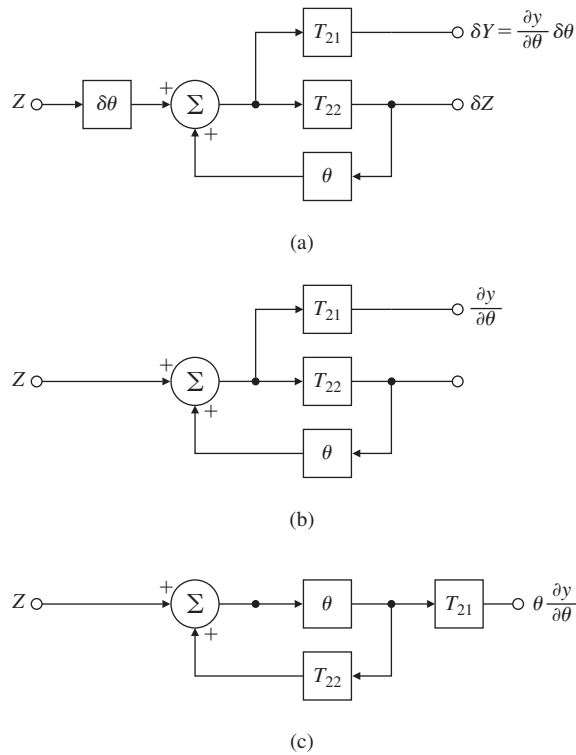 T₂₁
δY = ∂y/∂θ δθ
Z
δθ
+
Σ
+
T₂₂
δZ
θ
(a)
T₂₁
∂y/∂θ
Z
+
Σ
+
T₂₂
θ
(b)
Z
+
Σ
+
θ
T₂₁
θ ∂y/∂θ
T₂₂
(c)